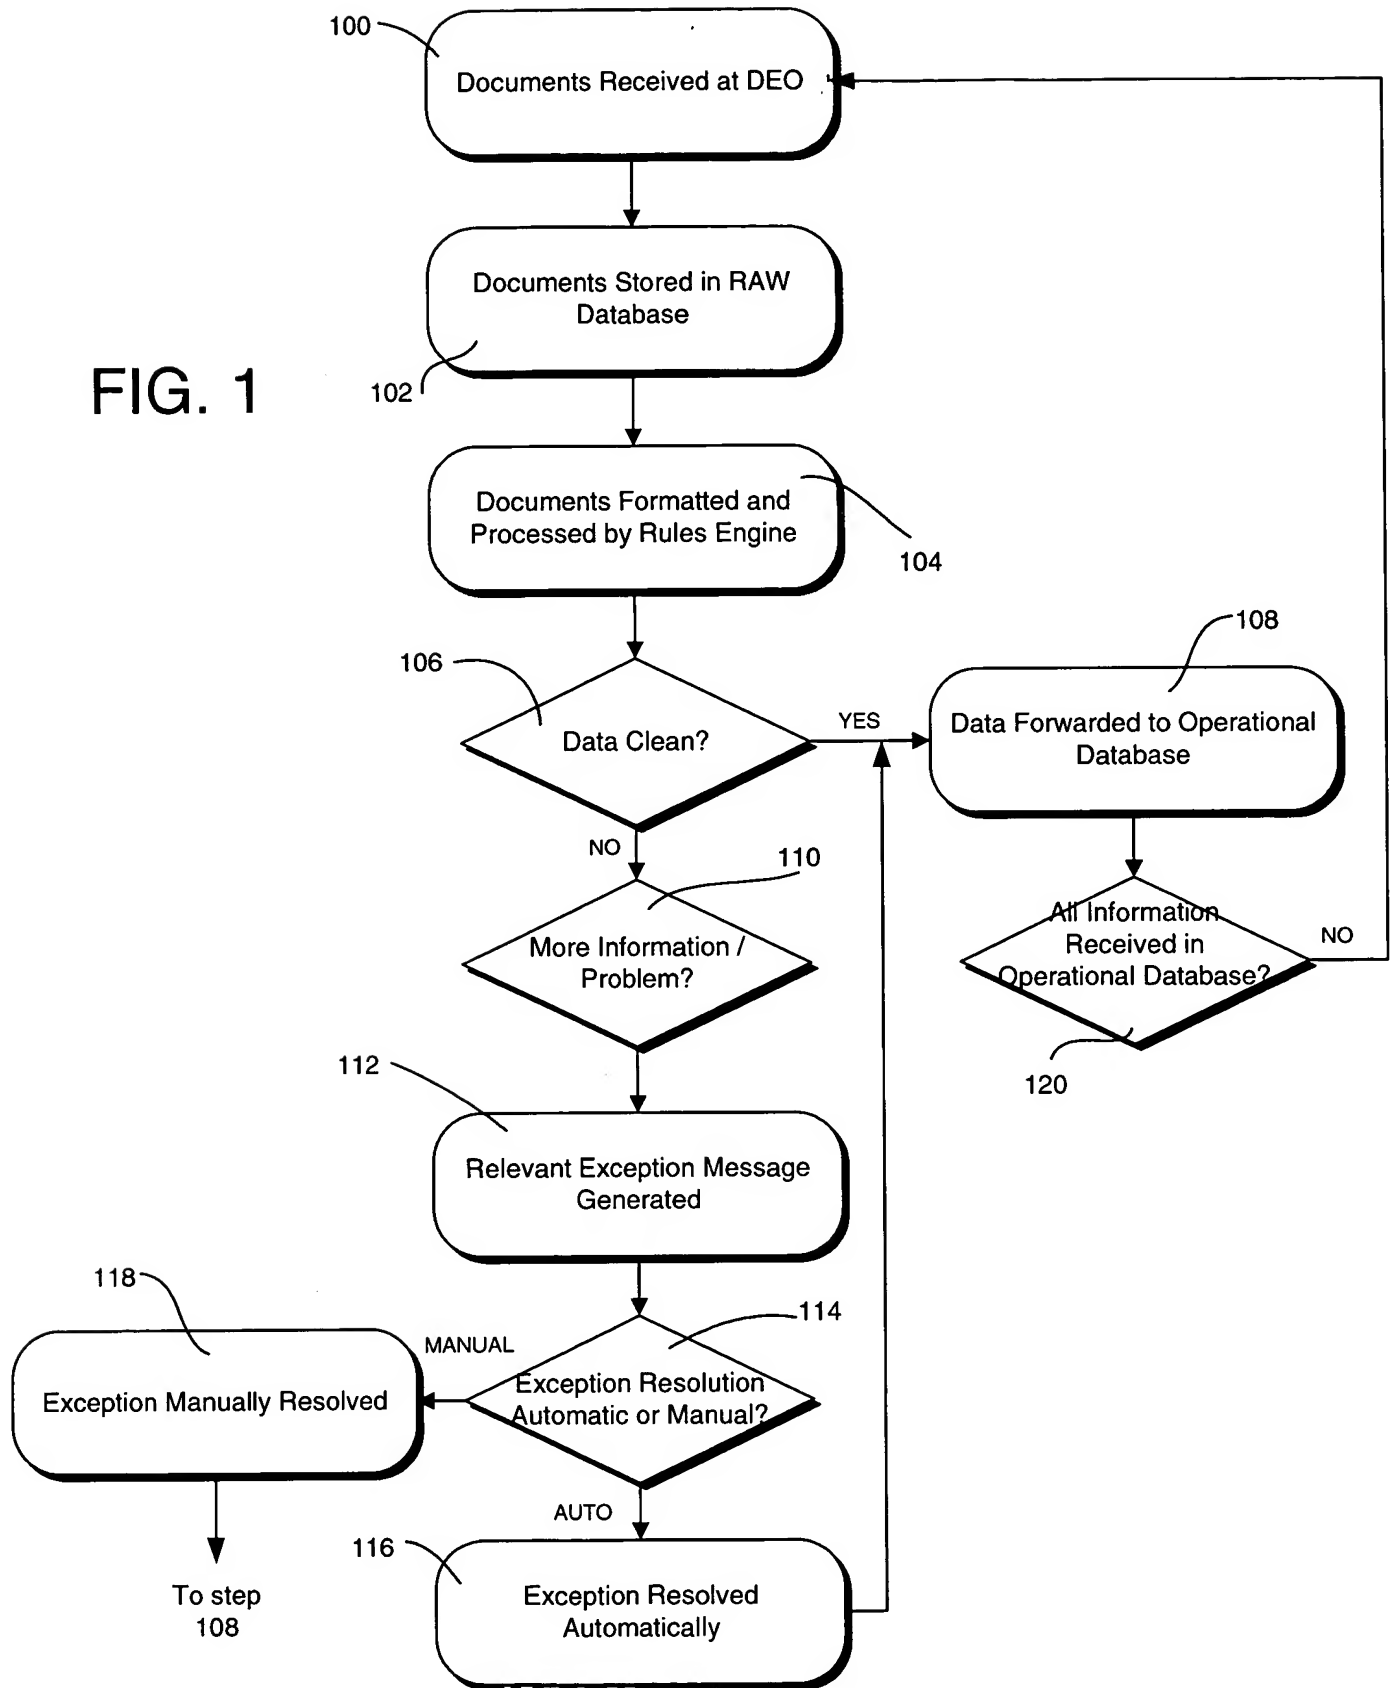 100
Documents Received at DEO
Documents Stored in RAW
Database
FIG. 1
102
Documents Formatted and
Processed by Rules Engine
104
108
106
YES
Data Clean?
Data Forwarded to Operational
Database
NO
110
All Information
Received in
Operational Database?
NO
More Information /
Problem?
112
120
Relevant Exception Message
Generated
118
114
MANUAL
Exception Manually Resolved
Exception Resolution
Automatic or Manual?
AUTO
116
To step
108
Exception Resolved
Automatically